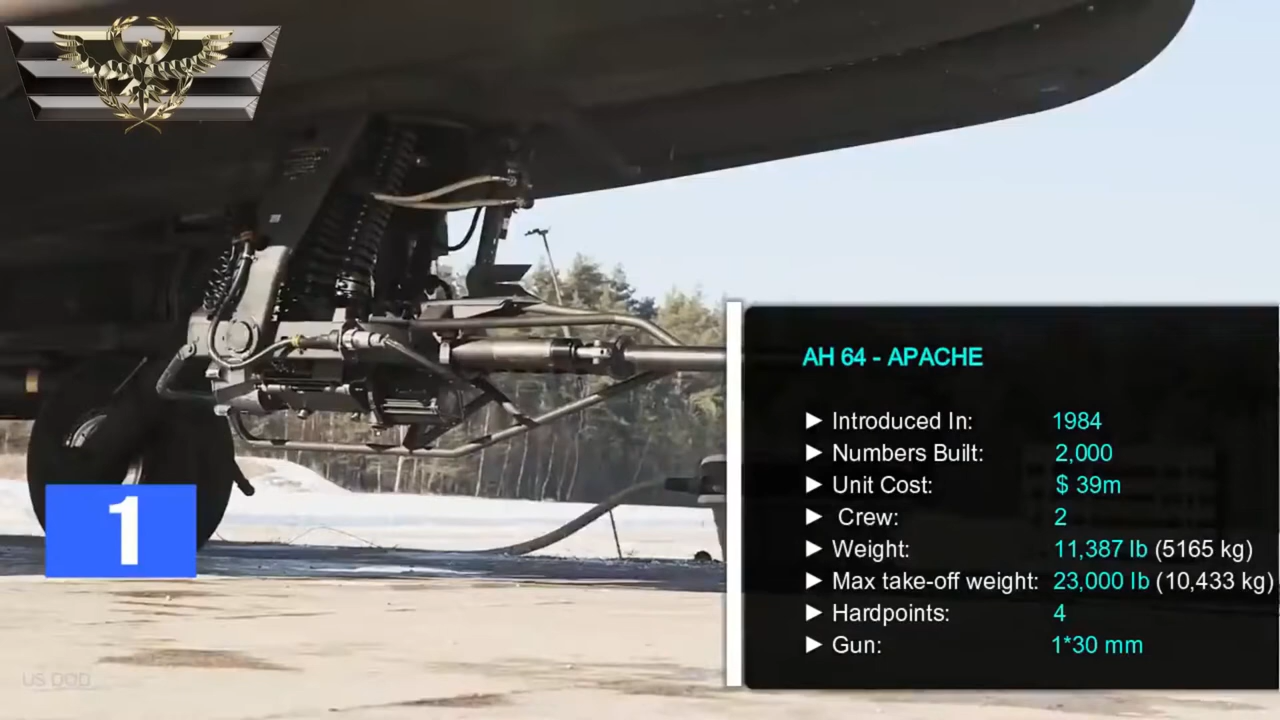 AH 64 - APACHE
► Introduced In: 1984
► Numbers Built: 2,000
► Unit Cost: $ 39m
► Crew: 2
► Weight: 11,387 lb (5165 kg)
► Max take-off weight: 23,000 lb (10,433 kg)
► Hardpoints: 4
► Gun: 1*30 mm
1
US DOD